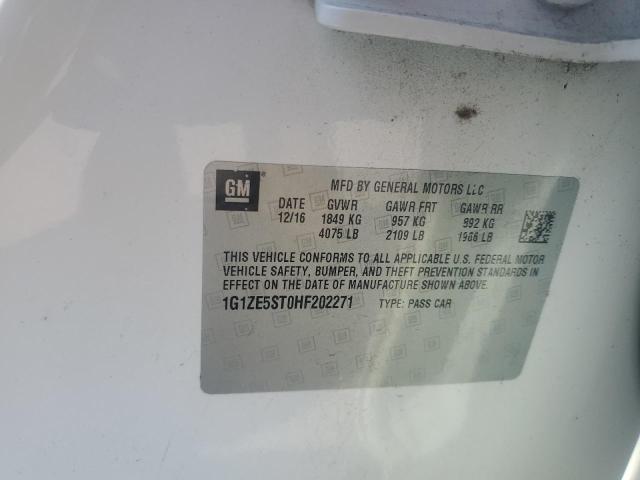 GM
MFD BY GENERAL MOTORS LLC
DATE GVWR GAWR FRT GAWR RR
12/16 1849 KG 957 KG 892 KG
4075 LB 2109 LB 1966 LB
THIS VEHICLE CONFORMS TO ALL APPLICABLE U.S. FEDERAL MOTOR
VEHICLE SAFETY, BUMPER, AND THEFT PREVENTION STANDARDS IN
EFFECT ON THE DATE OF MANUFACTURE SHOWN ABOVE.
1G1ZE5ST0HF202271 TYPE: PASS CAR